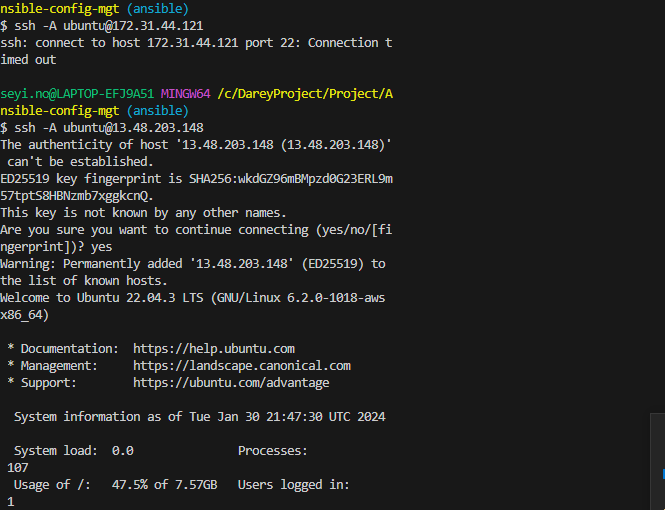 nsible-config-mgt (ansible)
$ ssh -A ubuntu@172.31.44.121
ssh: connect to host 172.31.44.121 port 22: Connection t
imed out
seyi.no@LAPTOP-EFJ9A51 MINGW64 /c/DareyProject/Project/A
nsible-config-mgt (ansible)
$ ssh -A ubuntu@13.48.203.148
The authenticity of host '13.48.203.148 (13.48.203.148)'
 can't be established.
ED25519 key fingerprint is SHA256:wkdGZ96mBMpzd0G23ERL9m
57tptS8HBNzmb7xggkcnQ.
This key is not known by any other names.
Are you sure you want to continue connecting (yes/no/[fi
ngerprint])? yes
Warning: Permanently added '13.48.203.148' (ED25519) to
the list of known hosts.
Welcome to Ubuntu 22.04.3 LTS (GNU/Linux 6.2.0-1018-aws
x86_64)
 * Documentation:  https://help.ubuntu.com
 * Management:     https://landscape.canonical.com
 * Support:        https://ubuntu.com/advantage
  System information as of Tue Jan 30 21:47:30 UTC 2024
  System load:  0.0               Processes:
 107
  Usage of /:   47.5% of 7.57GB   Users logged in:
 1